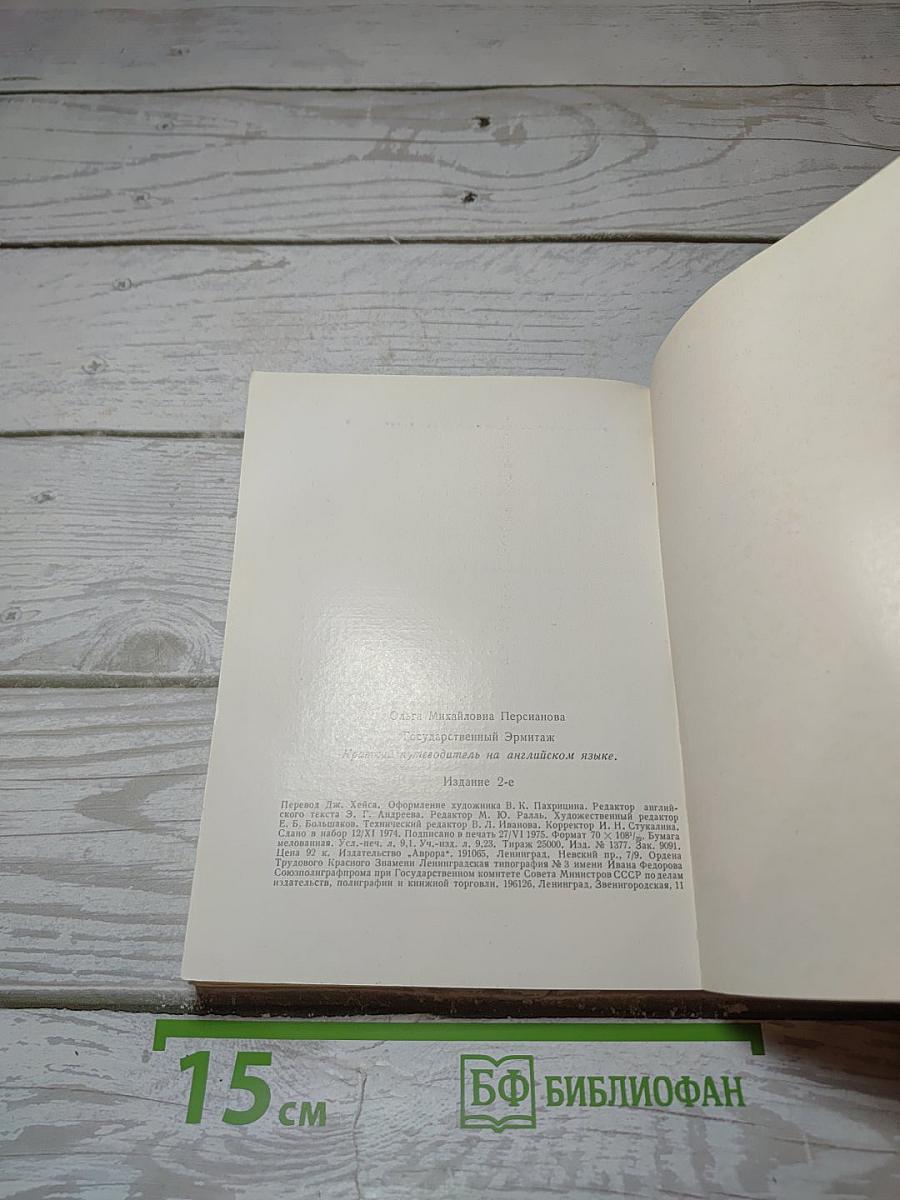 Ольга Михайловна Персианова
Государственный Эрмитаж
Краткий путеводитель на английском языке.
Издание 2-е
Перевод Дж. Хейса. Оформление художника В. К. Пахрицина. Редактор англий-
ского текста Э. Г. Андреева. Редактор М. Ю. Ралль. Художественный редактор
Е. Б. Большаков. Технический редактор В. Л. Иванова. Корректор И. Н. Стукалина.
Сдано в набор 12/XI 1974. Подписано в печать 27/VI 1975. Формат 70 × 108¹/₃₂. Бумага
мелованная. Усл.-печ. л. 9,1. Уч.-изд. л. 9,23. Тираж 25000. Изд. № 1377. Зак. 9091.
Цена 92 к. Издательство „Аврора". 191065, Ленинград, Невский пр., 7/9. Ордена
Трудового Красного Знамени Ленинградская типография № 3 имени Ивана Федорова
Союзполиграфпрома при Государственном комитете Совета Министров СССР по делам
издательств, полиграфии и книжной торговли. 196126, Ленинград, Звенигородская, 11
15 см
БФ БИБЛИОФАН